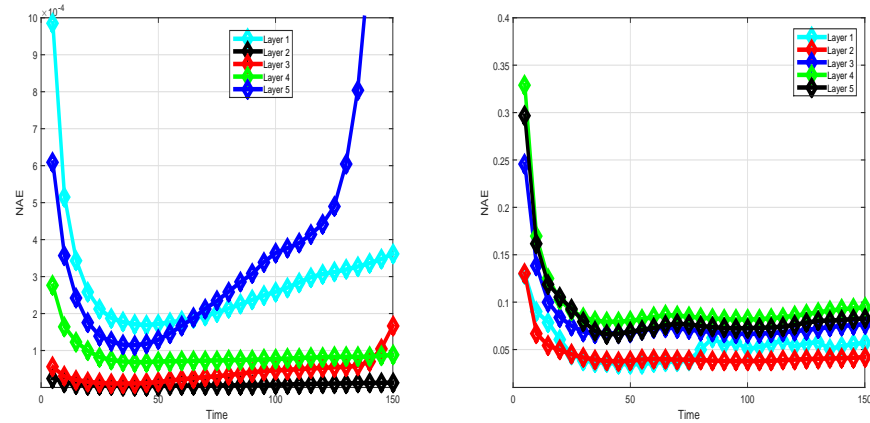 10 ×10⁻⁴
9
8
7
6
5
4
3
2
1
0
50
100
150
Time
NAE
Layer 1
Layer 2
Layer 3
Layer 4
Layer 5
0.4
0.35
0.3
0.25
0.2
0.15
0.1
0.05
0
50
100
150
Time
NAE
Layer 1
Layer 2
Layer 3
Layer 4
Layer 5